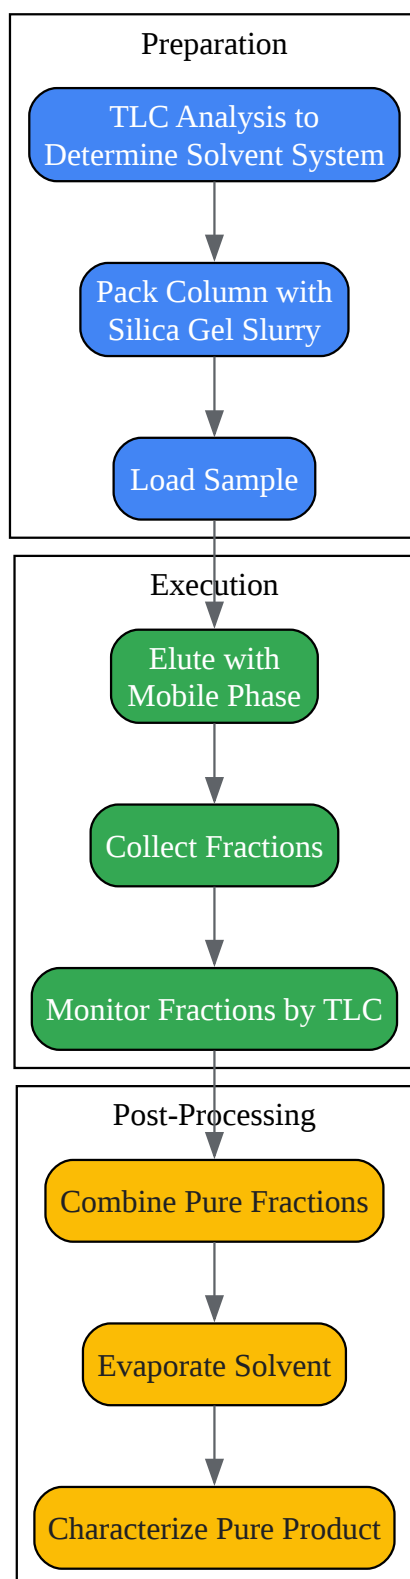 Preparation
TLC Analysis to
Determine Solvent System
Pack Column with
Silica Gel Slurry
Load Sample
Execution
Elute with
Mobile Phase
Collect Fractions
Monitor Fractions by TLC
Post-Processing
Combine Pure Fractions
Evaporate Solvent
Characterize Pure Product